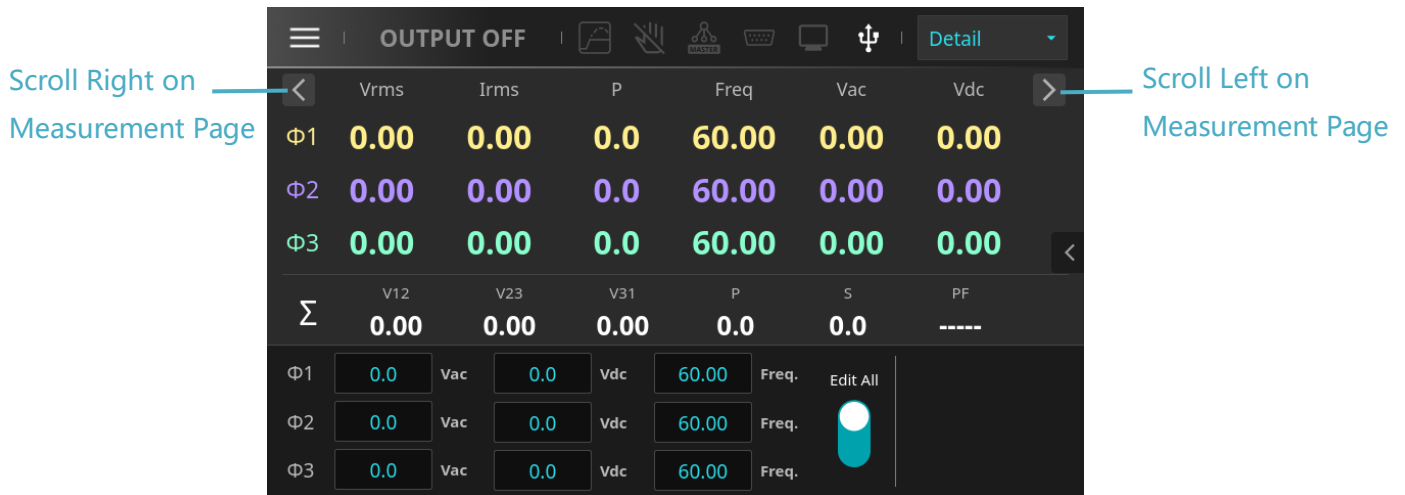 OUTPUT OFF
MASTER
Detail
Scroll Right on
Measurement Page
Scroll Left on
Measurement Page
Vrms Irms P Freq Vac Vdc
Φ1 0.00 0.00 0.0 60.00 0.00 0.00
Φ2 0.00 0.00 0.0 60.00 0.00 0.00
Φ3 0.00 0.00 0.0 60.00 0.00 0.00
V12 V23 V31 P S PF
Σ 0.00 0.00 0.00 0.0 0.0 -----
Φ1 0.0 Vac 0.0 Vdc 60.00 Freq.
Edit All
Φ2 0.0 Vac 0.0 Vdc 60.00 Freq.
Φ3 0.0 Vac 0.0 Vdc 60.00 Freq.